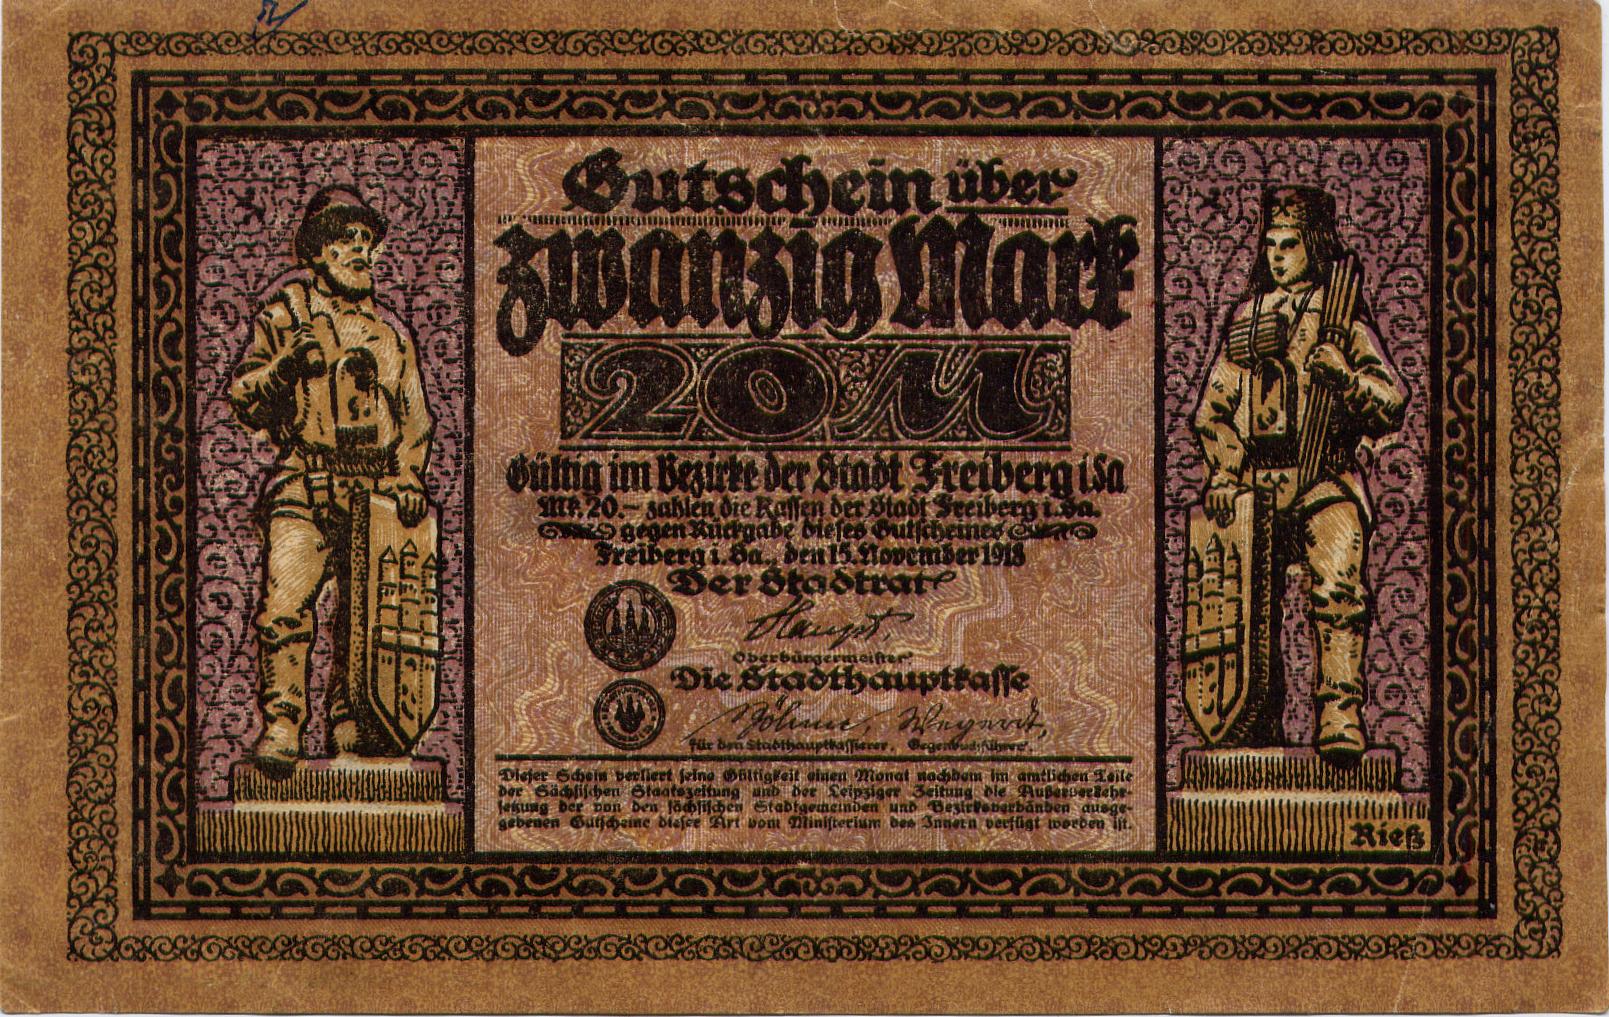 Gutschein über
zwanzig Mark
20 M
Gültig im Bezirke der Stadt Freiberg i. Sa
Mk. 20.– zahlen die Kassen der Stadt Freiberg i. Sa.
gegen Rückgabe dieses Gutscheines
Freiberg i. Sa., den 15. November 1918
Der Stadtrat
Haupt,
Oberbürgermeister
Die Stadthauptkasse
Böhme, Wegerdt,
für den Stadthauptkassierer. Gegenbuchführer.
Dieser Schein verliert seine Gültigkeit einen Monat nachdem im amtlichen Teile
der Sächsischen Staatszeitung und der Leipziger Zeitung die Außerverkehr-
setzung der von den sächsischen Stadtgemeinden und Bezirksverbänden ausge-
gebenen Gutscheine dieser Art vom Ministerium des Innern verfügt worden ist.
Rieß